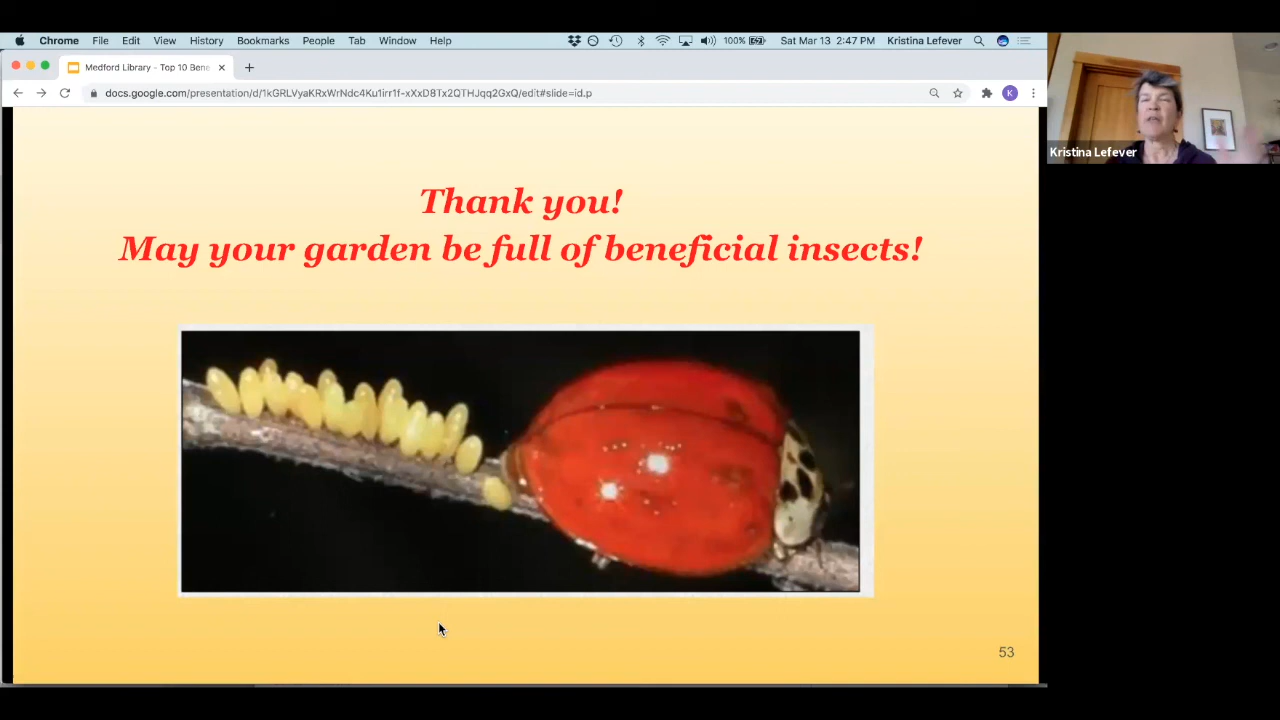 Chrome File Edit View History Bookmarks People Tab Window Help 100% Sat Mar 13 2:47 PM Kristina Lefever
Medford Library - Top 10 Bene
docs.google.com/presentation/d/1kGRLVyaKRxWrNdc4Ku1irr1f-xXxD8Tx2QTHJqq2GxQ/edit#slide=id.p K
Kristina Lefever
Thank you!
May your garden be full of beneficial insects!
53